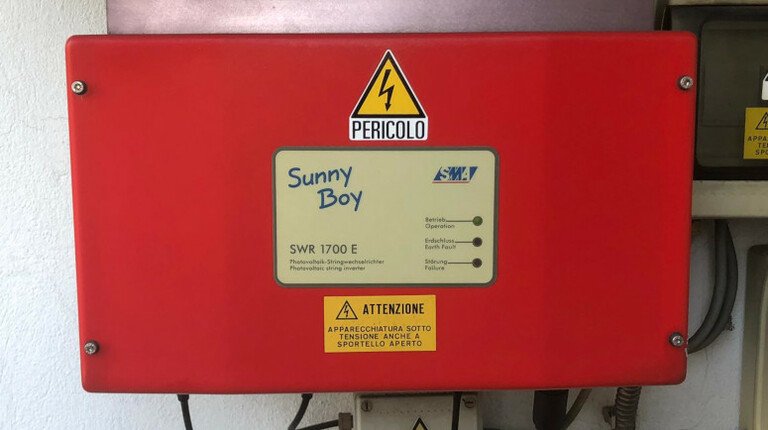 PERICOLO
Sunny
Boy
SMA
Betrieb
Operation
Erdschluss
Earth Fault
Störung
Failure
SWR 1700 E
Photovoltaik-Stringwechselrichter
Photovoltaic string inverter
ATTENZIONE
APPARECCHIATURA SOTTO
TENSIONE ANCHE A
SPORTELLO APERTO